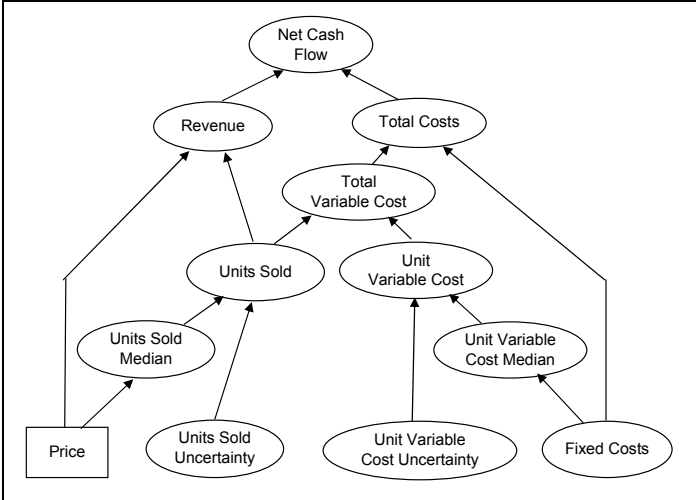 Net Cash
Flow
Revenue
Total Costs
Total
Variable Cost
Units Sold
Unit
Variable Cost
Units Sold
Median
Unit Variable
Cost Median
Price
Units Sold
Uncertainty
Unit Variable
Cost Uncertainty
Fixed Costs